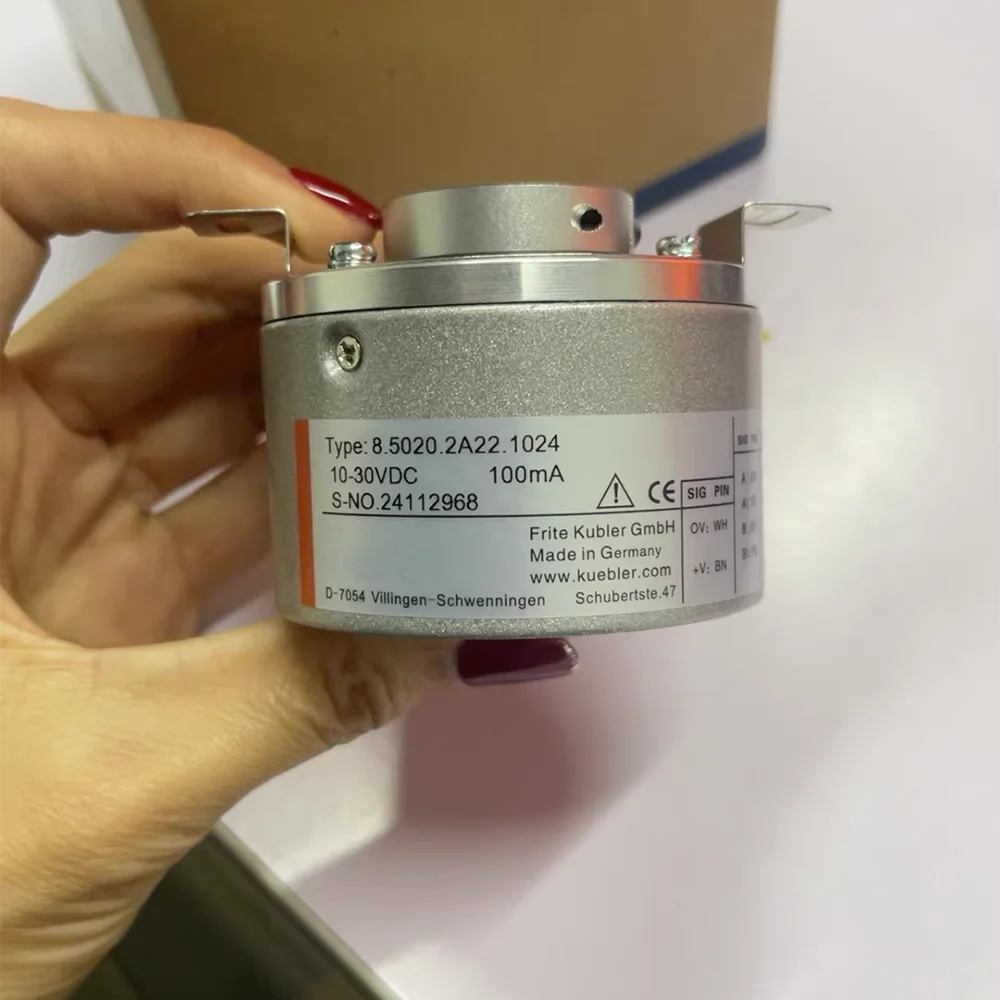 Type: 8.5020.2A22.1024
10-30VDC 100mA
S-NO.24112968
CE
SIG PIN
OV: WH
+V: BN
Frite Kubler GmbH
Made in Germany
www.kuebler.com
D-7054 Villingen-Schwenningen Schubertste.47
SIG
A
B